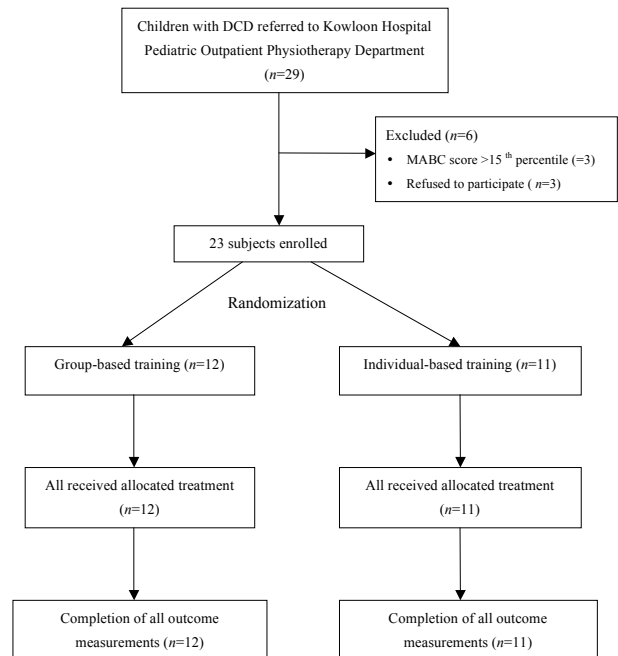 Children with DCD referred to Kowloon Hospital
Pediatric Outpatient Physiotherapy Department
(n=29)
Excluded (n=6)
• MABC score >15 th percentile (=3)
• Refused to participate ( n=3)
23 subjects enrolled
Randomization
Group-based training (n=12)
Individual-based training (n=11)
All received allocated treatment
(n=12)
All received allocated treatment
(n=11)
Completion of all outcome
measurements (n=12)
Completion of all outcome
measurements (n=11)